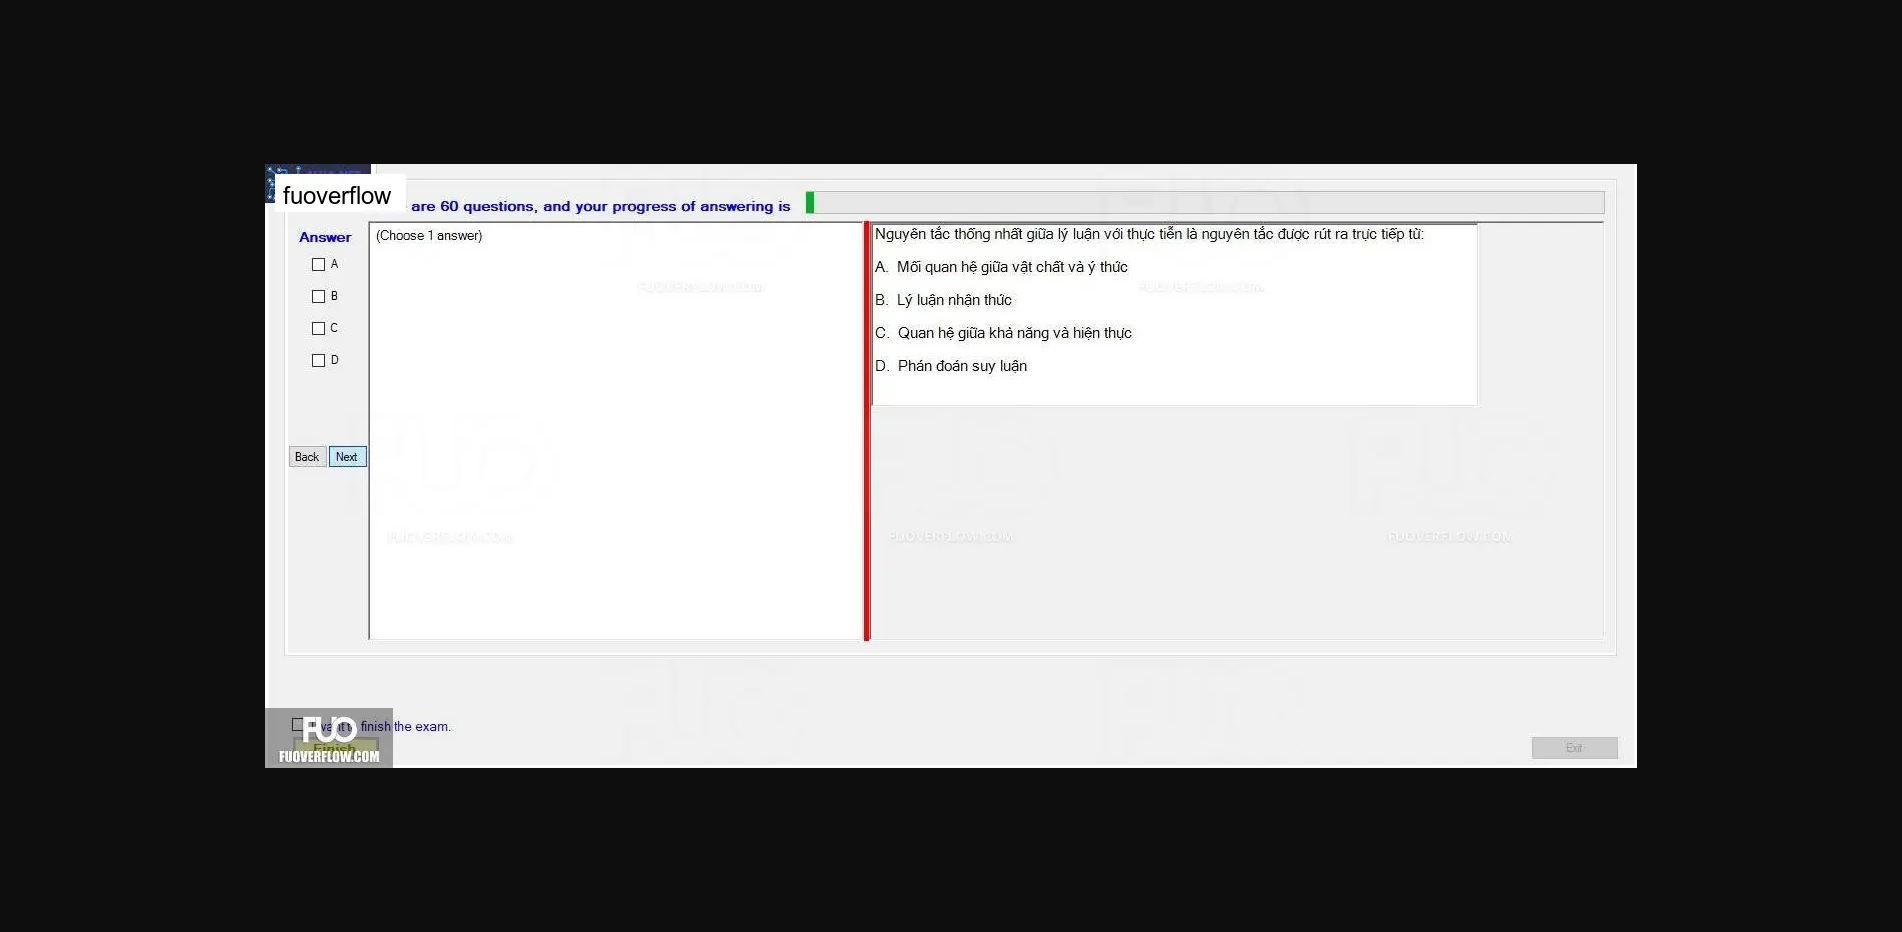 fuoverflow
are 60 questions, and your progress of answering is
Answer
(Choose 1 answer)
A
B
C
D
Back
Next
Nguyên tắc thống nhất giữa lý luận với thực tiễn là nguyên tắc được rút ra trực tiếp từ:
A. Mối quan hệ giữa vật chất và ý thức
B. Lý luận nhận thức
C. Quan hệ giữa khả năng và hiện thực
D. Phán đoán suy luận
FUOVERFLOW.COM
FUOVERFLOW.COM
FUOVERFLOW.COM
FUOVERFLOW.COM
FUOVERFLOW.COM
I want to finish the exam.
FUO
Finish
FUOVERFLOW.COM
Exit